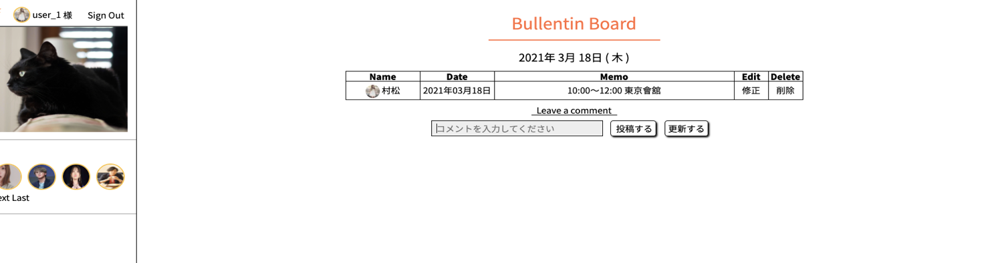 user_1 様 Sign Out
ext Last
Bullentin Board
2021年 3月 18日 ( 木 )
Name Date Memo Edit Delete
村松 2021年03月18日 10:00〜12:00 東京會舘 修正 削除
Leave a comment
コメントを入力してください 投稿する 更新する